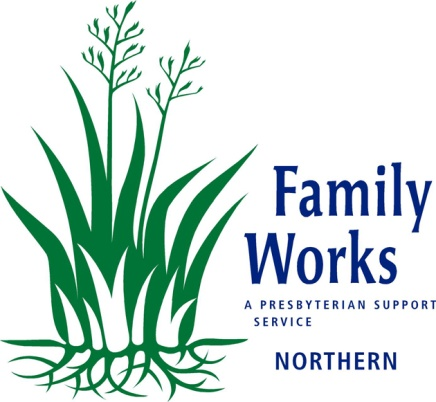 Family
Works
A PRESBYTERIAN SUPPORT
SERVICE
NORTHERN